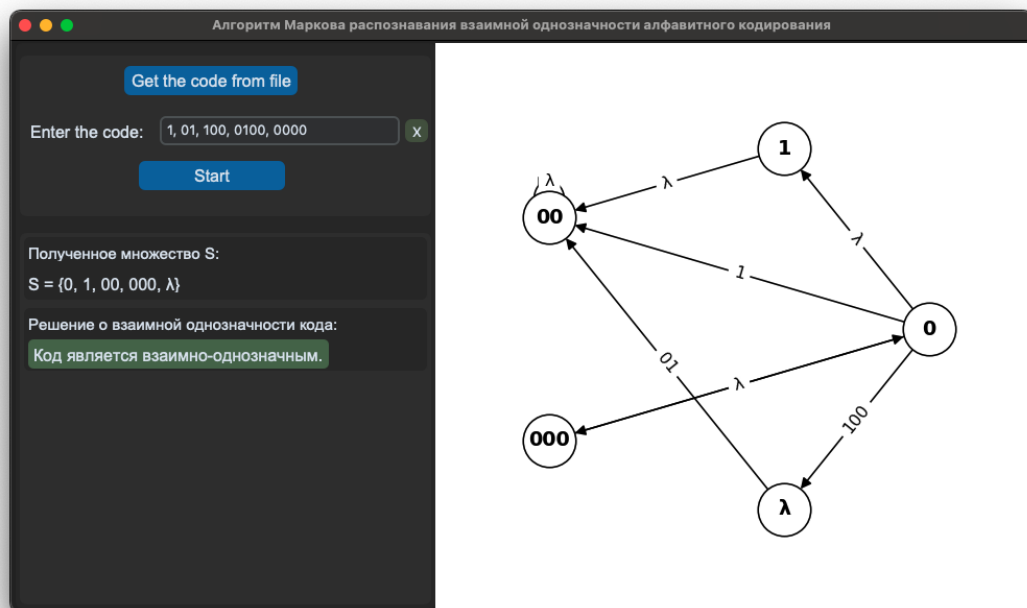 Алгоритм Маркова распознавания взаимной однозначности алфавитного кодирования
Get the code from file
Enter the code: 1, 01, 100, 0100, 0000 X
Start
Полученное множество S:
S = {0, 1, 00, 000, λ}
Решение о взаимной однозначности кода:
Код является взаимно-однозначным.
1
λ
λ
00
λ
1
0
01
λ
000
100
λ